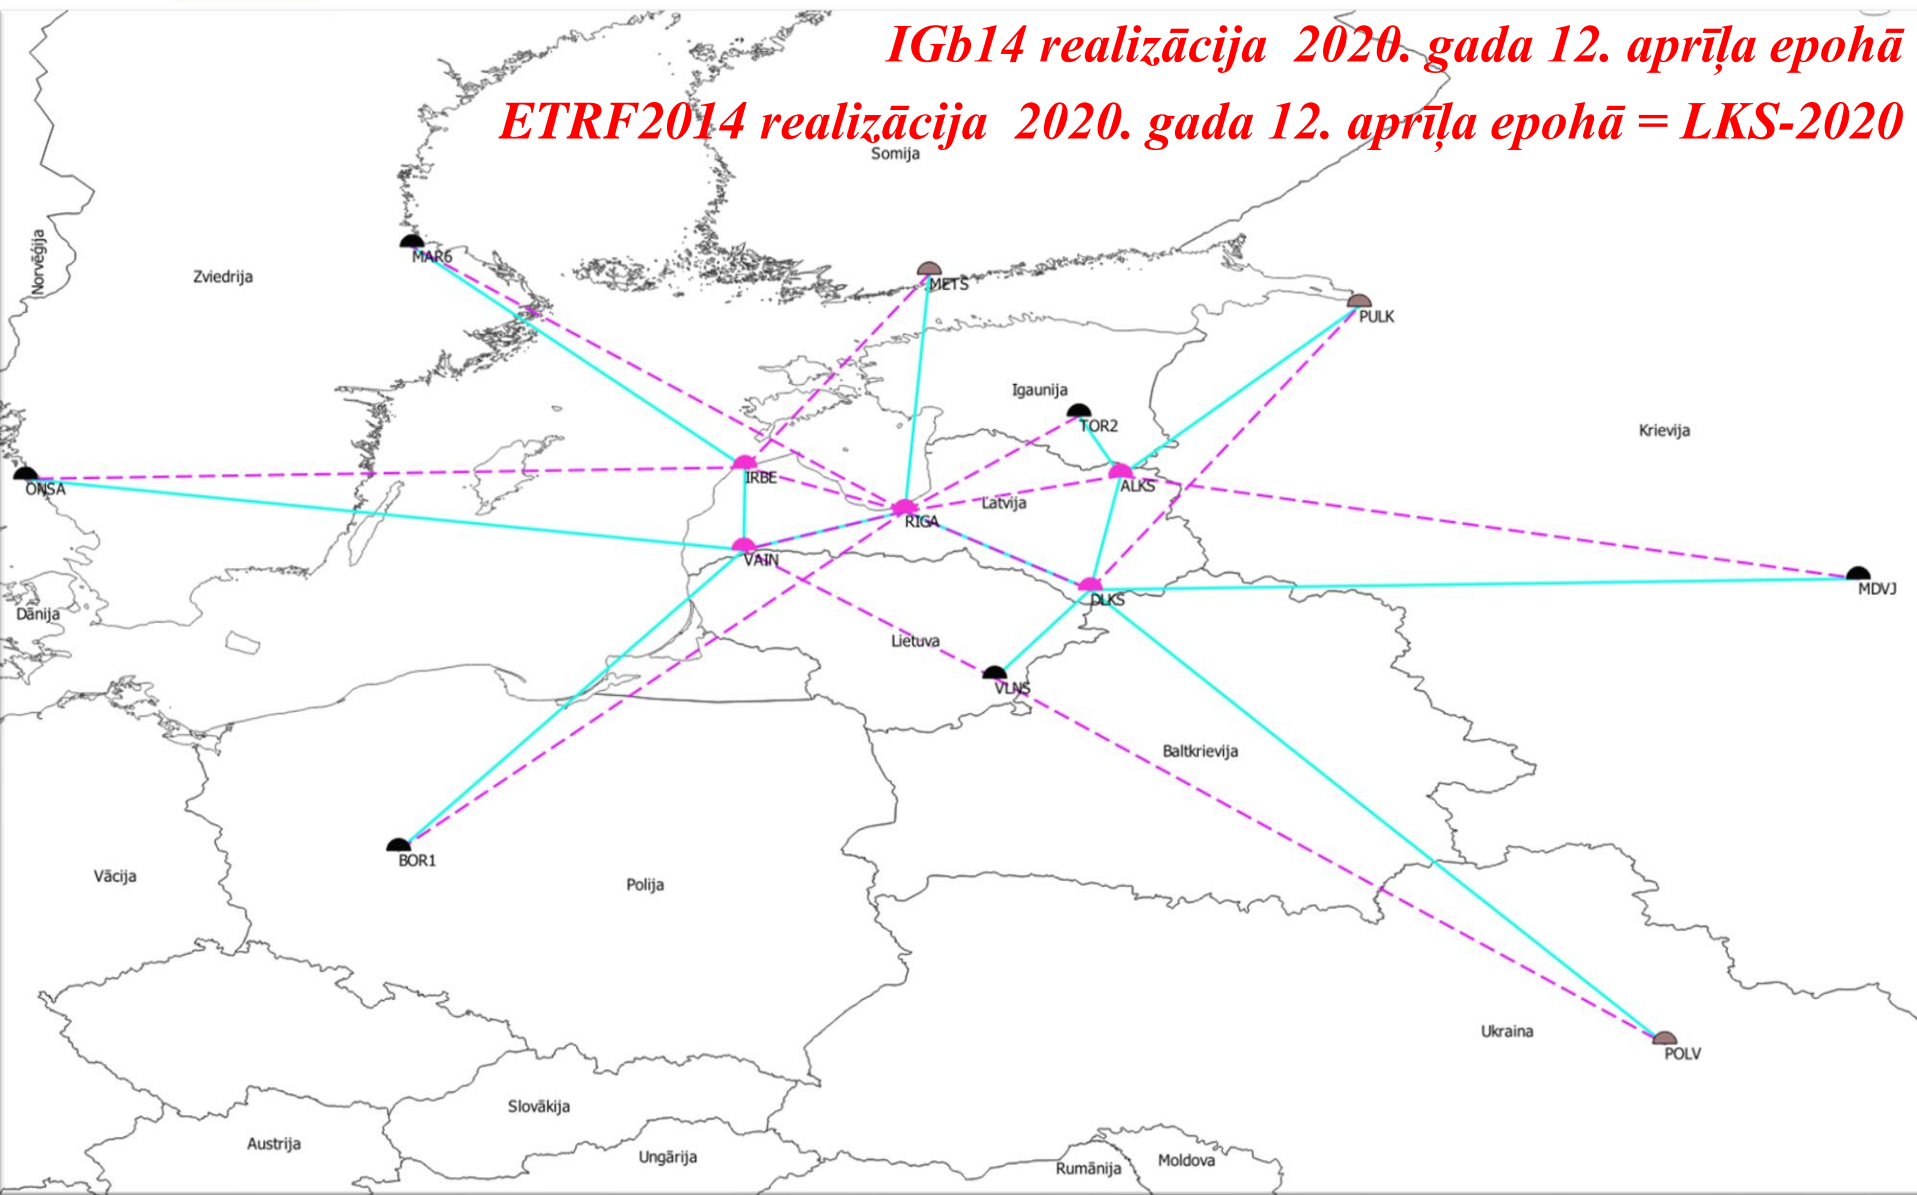 IGb14 realizācija 2020. gada 12. aprīļa epohā
ETRF2014 realizācija 2020. gada 12. aprīļa epohā = LKS-2020
Somija
Norvēģija
MAR6
Zviedrija
METS
PULK
Igaunija
TOR2
Krievija
IRBE
ONSA
ALKS
Latvija
RIGA
VAIN
MDVJ
DLKS
Dānija
Lietuva
VLNS
Baltkrievija
BOR1
Vācija
Polija
Ukraina
POLV
Slovākija
Austrija
Ungārija
Rumānija
Moldova